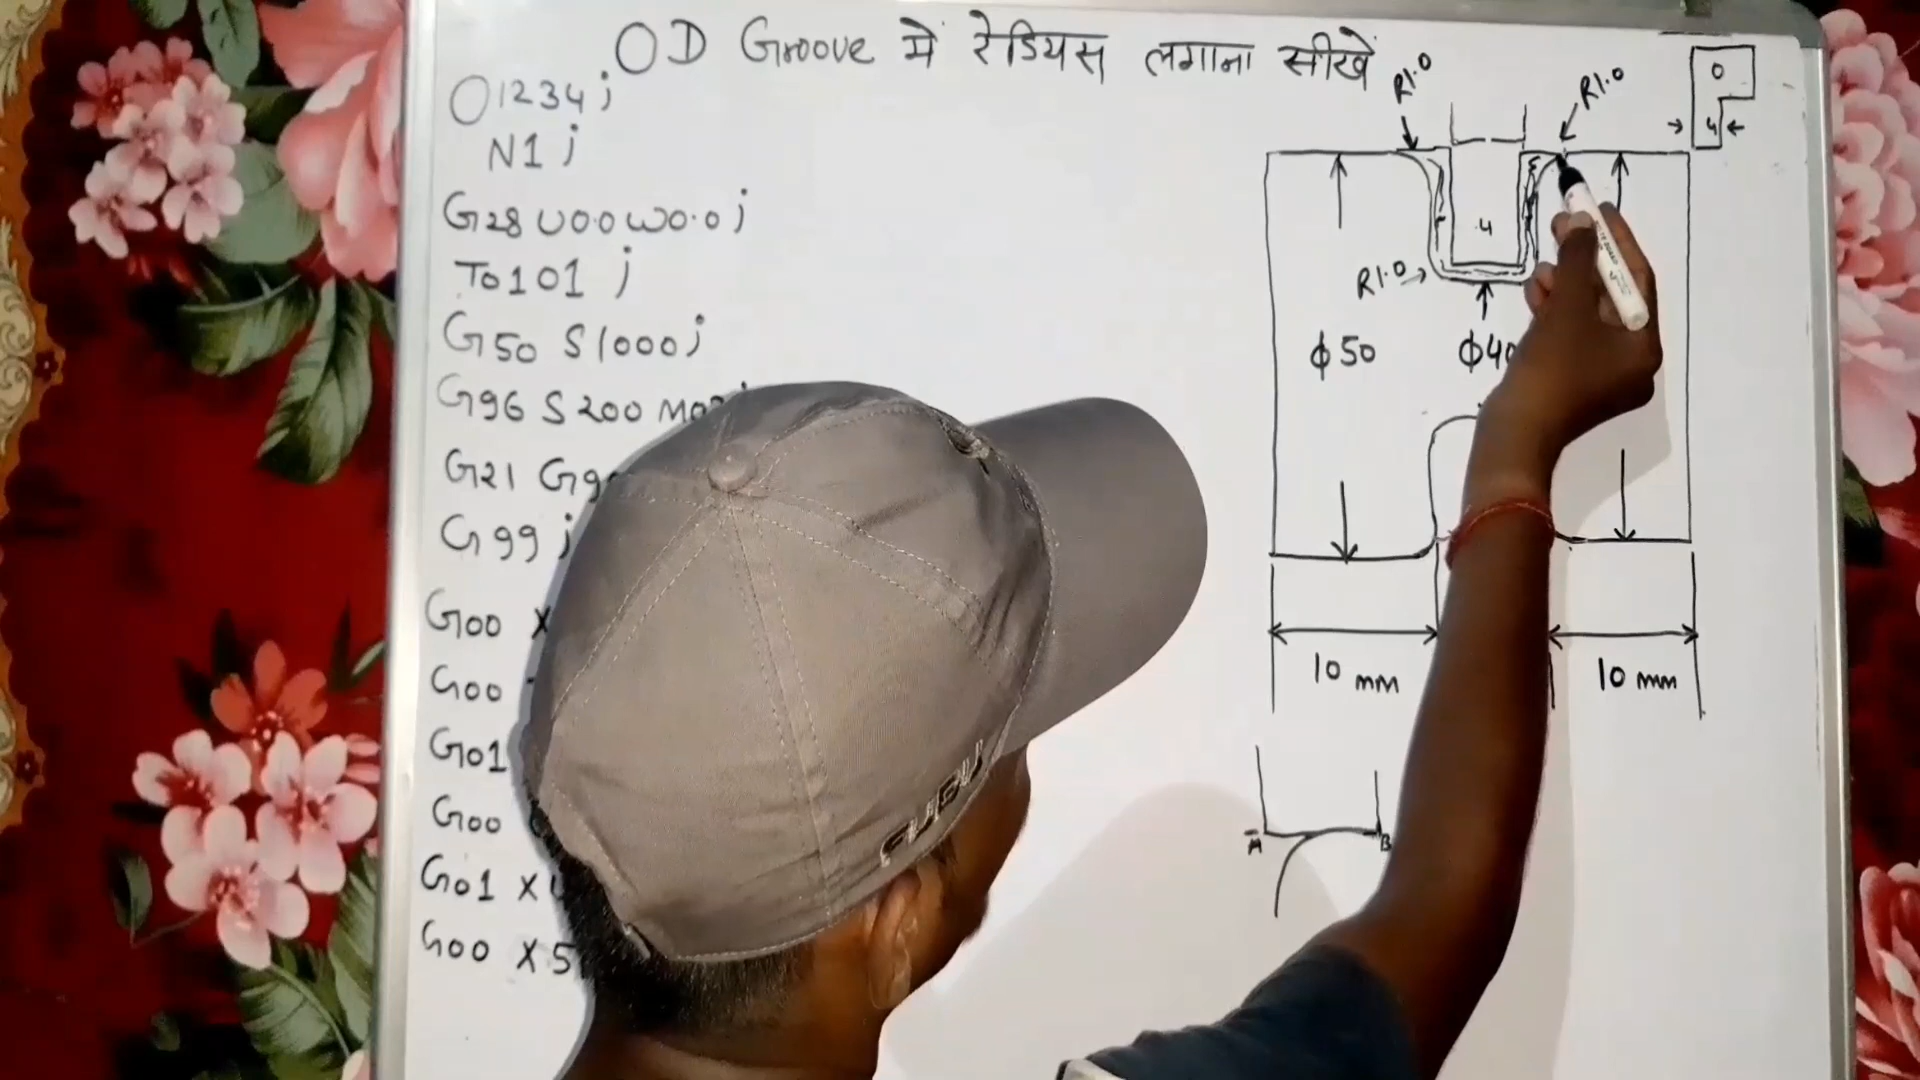 OD Groove में रेडियस लगाना सीखें
O1234;
N1;
G28 U0.0 W0.0;
T0101;
G50 S1000;
G96 S200
G21
G99;
G00 X
G00
G01
G00
G01 X
G00 X5
R1.0
R1.0
0
4
4
R1.0
ϕ50
ϕ40
10 mm
10 mm
A
B
FUBU